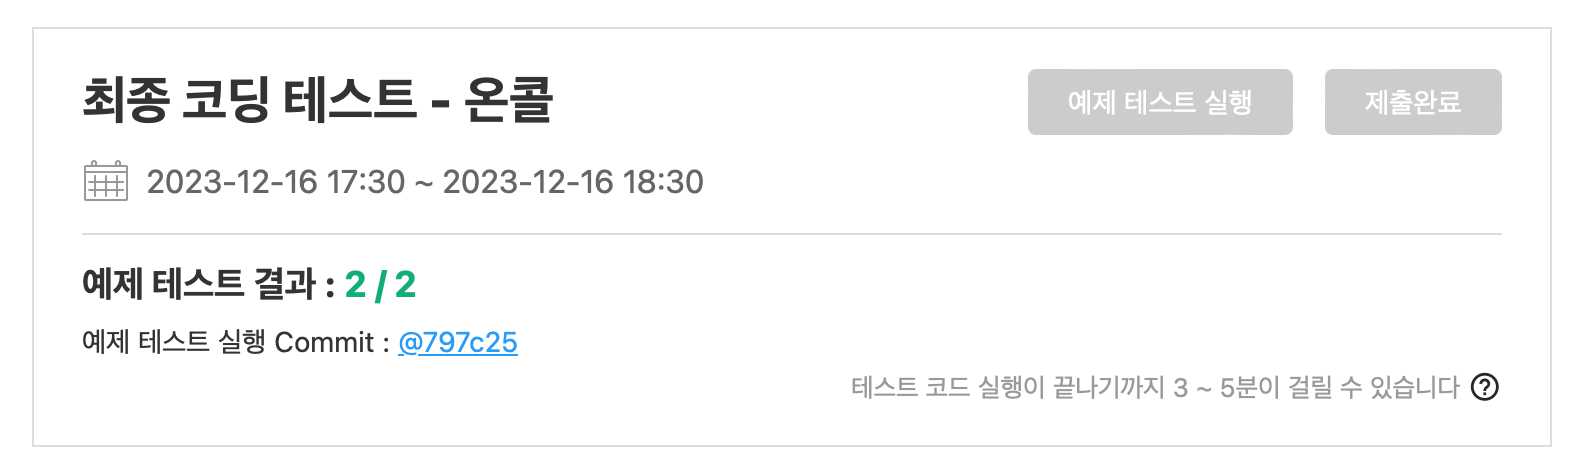 최종 코딩 테스트 - 온콜
예제 테스트 실행
제출완료
2023-12-16 17:30 ~ 2023-12-16 18:30
예제 테스트 결과 : 2 / 2
예제 테스트 실행 Commit : @797c25
테스트 코드 실행이 끝나기까지 3 ~ 5분이 걸릴 수 있습니다 ?